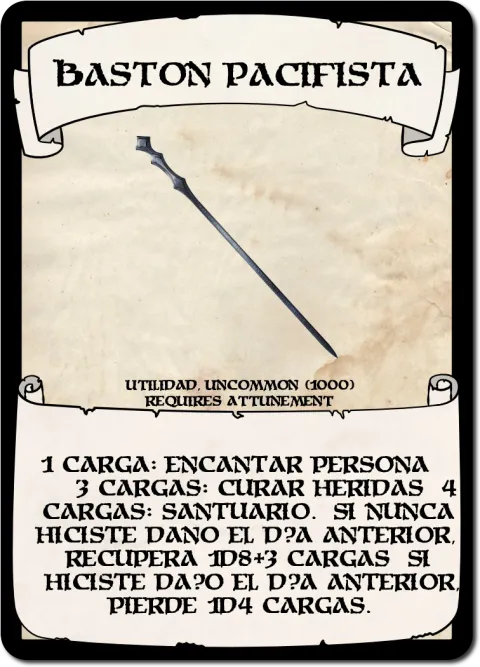 BASTON PACIFISTA
UTILIDAD, UNCOMMON (1000)
REQUIRES ATTUNEMENT
1 CARGA: ENCANTAR PERSONA
3 CARGAS: CURAR HERIDAS 4
CARGAS: SANTUARIO. SI NUNCA
HICISTE DANO EL D?A ANTERIOR,
RECUPERA 1D8+3 CARGAS SI
HICISTE DA?O EL D?A ANTERIOR,
PIERDE 1D4 CARGAS.